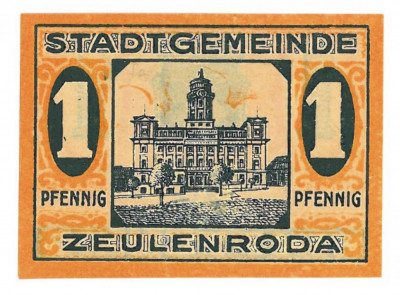 STADTGEMEINDE
1 1
PFENNIG PFENNIG
ZEULENRODA